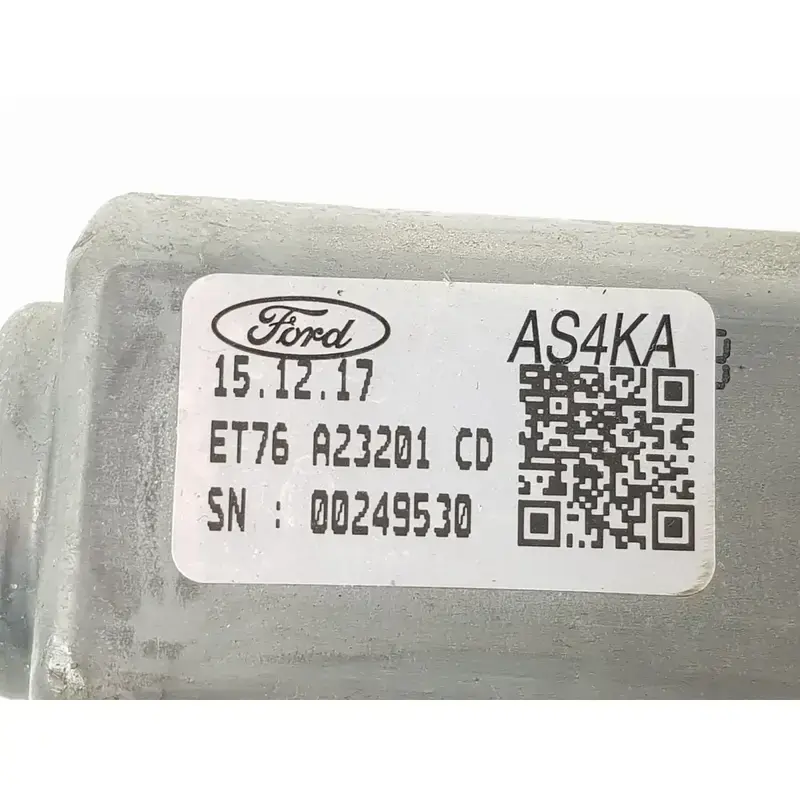 Ford
AS4KA
15.12.17
ET76 A23201 CD
SN : 00249530